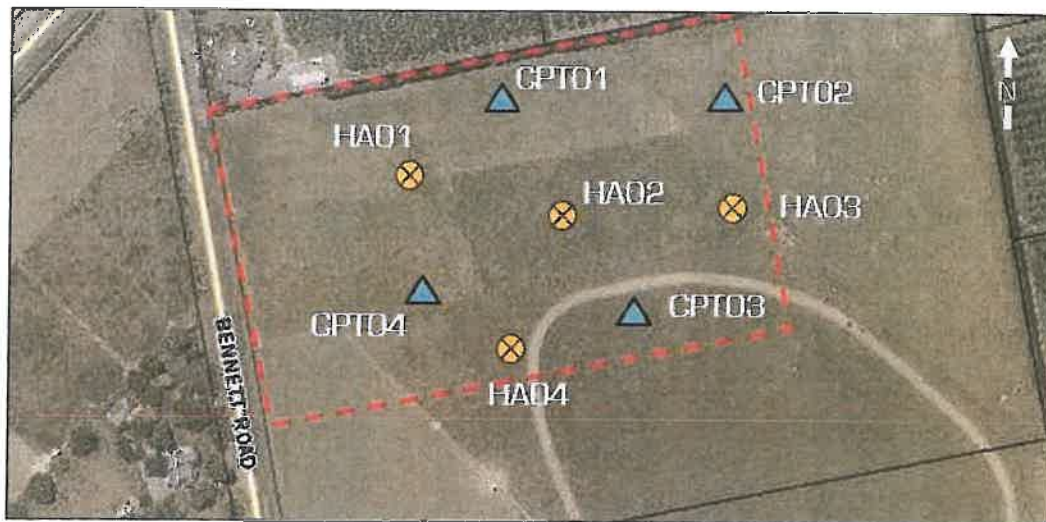 CPT01
CPT02
N
HA01
HA02
HA03
CPT04
CPT03
HA04
BENNETT ROAD